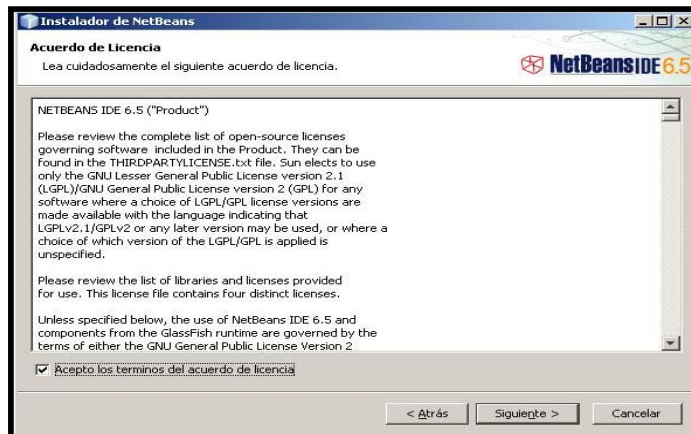 Instalador de NetBeans
Acuerdo de Licencia
Lea cuidadosamente el siguiente acuerdo de licencia.
NetBeans IDE 6.5
NETBEANS IDE 6.5 ("Product")
Please review the complete list of open-source licenses
governing software included in the Product. They can be
found in the THIRDPARTYLICENSE.txt file. Sun elects to use
only the GNU Lesser General Public License version 2.1
(LGPL)/GNU General Public License version 2 (GPL) for any
software where a choice of LGPL/GPL license versions are
made available with the language indicating that
LGPLv2.1/GPLv2 or any later version may be used, or where a
choice of which version of the LGPL/GPL is applied is
unspecified.
Please review the list of libraries and licenses provided
for use. This license file contains four distinct licenses.
Unless specified below, the use of NetBeans IDE 6.5 and
components from the GlassFish runtime are governed by the
terms of either the GNU General Public License Version 2
Acepto los terminos del acuerdo de licencia
< Atrás
Siguiente >
Cancelar